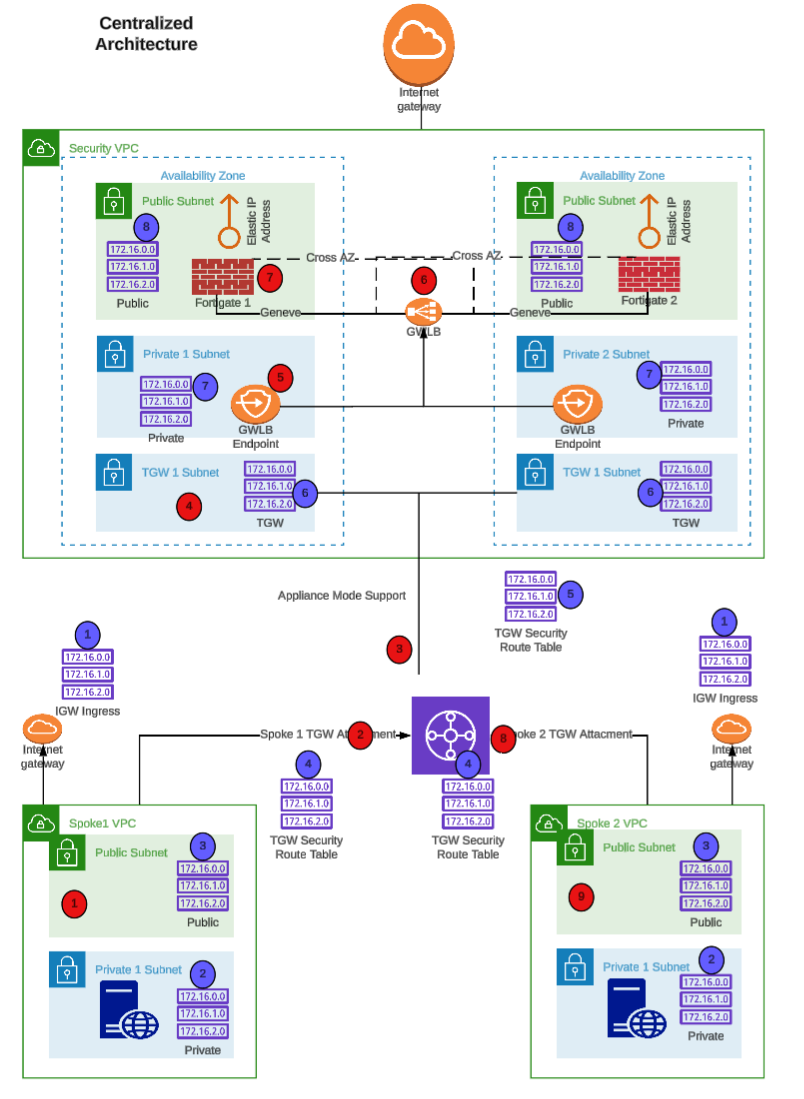 Centralized
Architecture
Internet
gateway
Security VPC
Availability Zone
Availability Zone
Public Subnet
Elastic IP
Address
8
172.16.0.0
172.16.1.0
172.16.2.0
Public
Fortigate 1
7
Cross AZ
Cross AZ
6
Geneve
GWLB
Geneve
Public Subnet
Elastic IP
Address
8
172.16.0.0
172.16.1.0
172.16.2.0
Public
Fortigate 2
Private 1 Subnet
172.16.0.0
172.16.1.0
172.16.2.0
7
Private
5
GWLB
Endpoint
Private 2 Subnet
7
172.16.0.0
172.16.1.0
172.16.2.0
Private
GWLB
Endpoint
TGW 1 Subnet
4
172.16.0.0
172.16.1.0
172.16.2.0
6
TGW
TGW 1 Subnet
6
172.16.0.0
172.16.1.0
172.16.2.0
TGW
Appliance Mode Support
172.16.0.0
172.16.1.0
172.16.2.0
5
TGW Security
Route Table
3
1
172.16.0.0
172.16.1.0
172.16.2.0
IGW Ingress
Internet
gateway
1
172.16.0.0
172.16.1.0
172.16.2.0
IGW Ingress
Internet
gateway
Spoke 1 TGW
2
8
2 TGW Attacment
4
172.16.0.0
172.16.1.0
172.16.2.0
TGW Security
Route Table
4
172.16.0.0
172.16.1.0
172.16.2.0
TGW Security
Route Table
Spoke1 VPC
Public Subnet
3
172.16.0.0
172.16.1.0
172.16.2.0
Public
1
Private 1 Subnet
2
172.16.0.0
172.16.1.0
172.16.2.0
Private
Spoke 2 VPC
Public Subnet
3
172.16.0.0
172.16.1.0
172.16.2.0
Public
9
Private 1 Subnet
2
172.16.0.0
172.16.1.0
172.16.2.0
Private